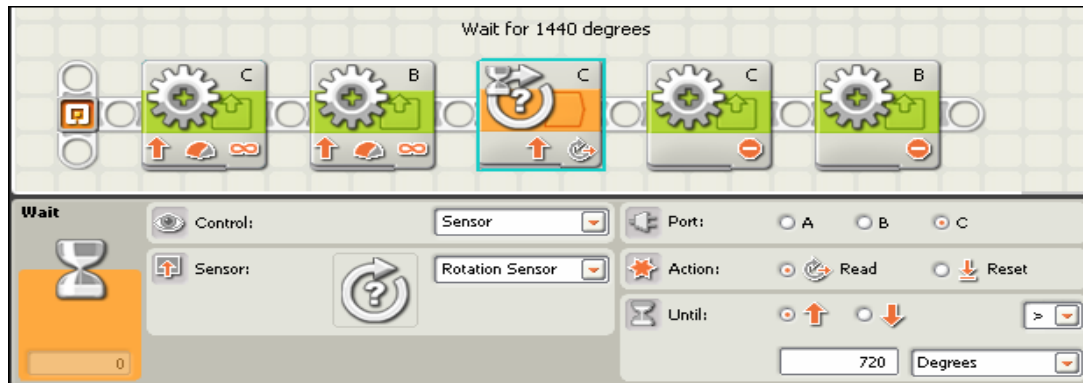 Wait for 1440 degrees
C B C C B
Wait
Control: Sensor
Sensor: Rotation Sensor
0
Port: A B C
Action: Read Reset
Until: >
720 Degrees